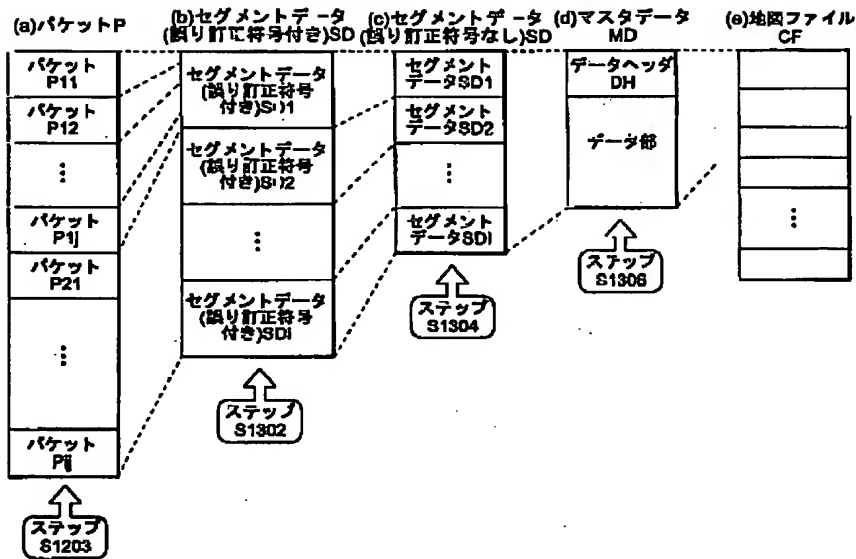 (a)パケットP
パケット
P11
パケット
P12
⋮
パケット
P1j
パケット
P21
⋮
パケット
Pij
ステップ
S1203
(b)セグメントデータ
(誤り訂正符号付き)SD
セグメントデータ
(誤り訂正符号
付き)SD1
セグメントデータ
(誤り訂正符号
付き)SD2
⋮
セグメントデータ
(誤り訂正符号
付き)SDi
ステップ
S1302
(c)セグメントデータ
(誤り訂正符号なし)SD
セグメント
データSD1
セグメント
データSD2
⋮
セグメント
データSDi
ステップ
S1304
(d)マスタデータ
MD
データヘッダ
DH
データ部
ステップ
S1306
(e)地図ファイル
CF
⋮